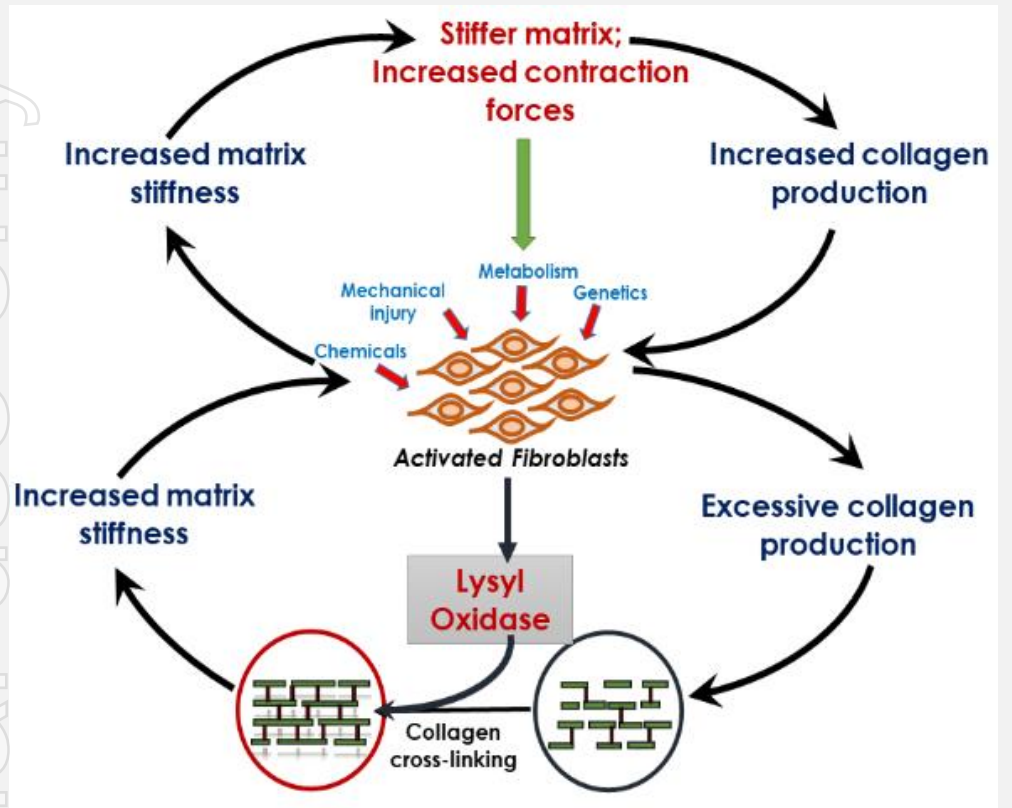 Stiffer matrix;
Increased contraction
forces
Increased matrix
stiffness
Increased collagen
production
Metabolism
Mechanical
injury
Genetics
Chemicals
Activated Fibroblasts
Increased matrix
stiffness
Excessive collagen
production
Lysyl
Oxidase
Collagen
cross-linking